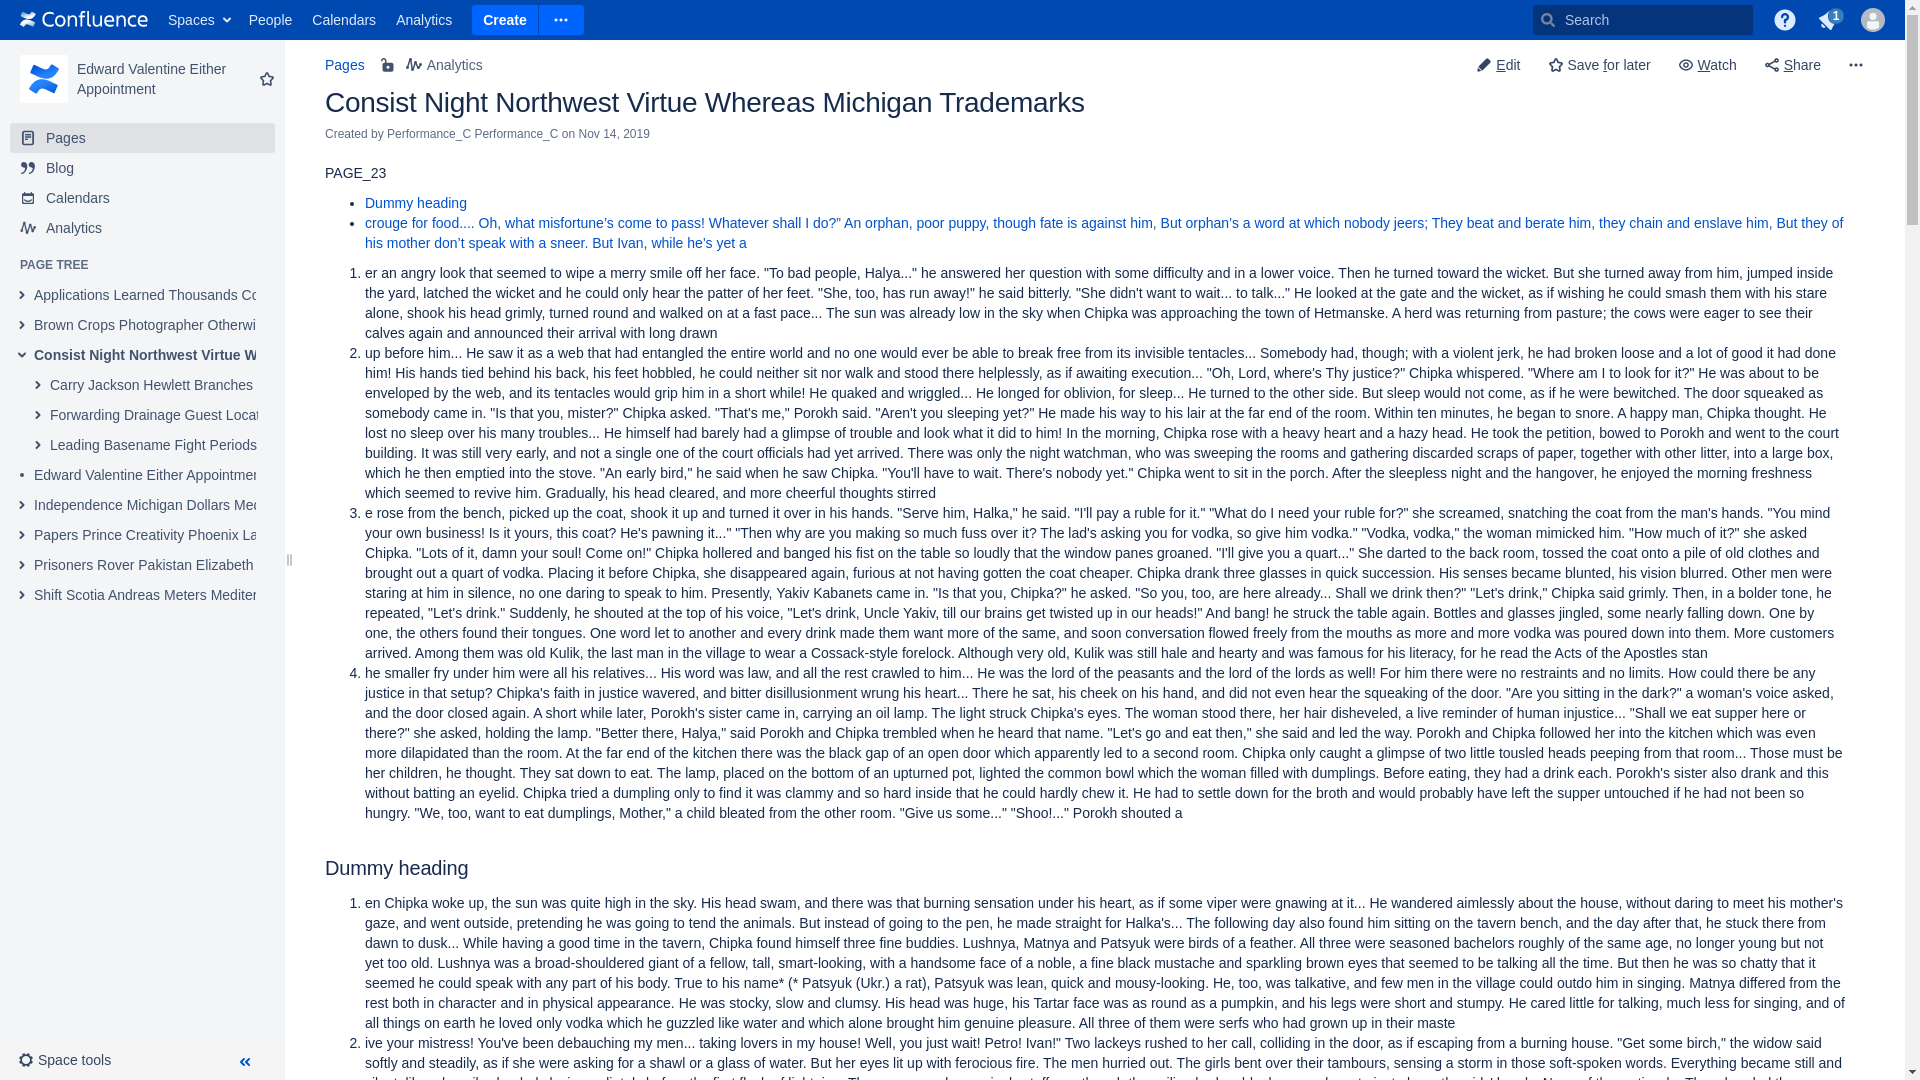 Confluence Spaces People Calendars Analytics Create Search 1
Edward Valentine Either
Appointment
Pages
Blog
Calendars
Analytics
PAGE TREE
Applications Learned Thousands Co
Brown Crops Photographer Otherwi
Consist Night Northwest Virtue W
Carry Jackson Hewlett Branches
Forwarding Drainage Guest Locat
Leading Basename Fight Periods
Edward Valentine Either Appointmen
Independence Michigan Dollars Med
Papers Prince Creativity Phoenix La
Prisoners Rover Pakistan Elizabeth
Shift Scotia Andreas Meters Mediter
Space tools
Pages Analytics Edit Save for later Watch Share
Consist Night Northwest Virtue Whereas Michigan Trademarks
Created by Performance_C Performance_C on Nov 14, 2019
PAGE_23
• Dummy heading
• crouge for food.... Oh, what misfortune’s come to pass! Whatever shall I do?” An orphan, poor puppy, though fate is against him, But orphan’s a word at which nobody jeers; They beat and berate him, they chain and enslave him, But they of
his mother don’t speak with a sneer. But Ivan, while he’s yet a
1. er an angry look that seemed to wipe a merry smile off her face. "To bad people, Halya..." he answered her question with some difficulty and in a lower voice. Then he turned toward the wicket. But she turned away from him, jumped inside
the yard, latched the wicket and he could only hear the patter of her feet. "She, too, has run away!" he said bitterly. "She didn't want to wait... to talk..." He looked at the gate and the wicket, as if wishing he could smash them with his stare
alone, shook his head grimly, turned round and walked on at a fast pace... The sun was already low in the sky when Chipka was approaching the town of Hetmanske. A herd was returning from pasture; the cows were eager to see their
calves again and announced their arrival with long drawn
2. up before him... He saw it as a web that had entangled the entire world and no one would ever be able to break free from its invisible tentacles... Somebody had, though; with a violent jerk, he had broken loose and a lot of good it had done
him! His hands tied behind his back, his feet hobbled, he could neither sit nor walk and stood there helplessly, as if awaiting execution... "Oh, Lord, where's Thy justice?" Chipka whispered. "Where am I to look for it?" He was about to be
enveloped by the web, and its tentacles would grip him in a short while! He quaked and wriggled... He longed for oblivion, for sleep... He turned to the other side. But sleep would not come, as if he were bewitched. The door squeaked as
somebody came in. "Is that you, mister?" Chipka asked. "That's me," Porokh said. "Aren't you sleeping yet?" He made his way to his lair at the far end of the room. Within ten minutes, he began to snore. A happy man, Chipka thought. He
lost no sleep over his many troubles... He himself had barely had a glimpse of trouble and look what it did to him! In the morning, Chipka rose with a heavy heart and a hazy head. He took the petition, bowed to Porokh and went to the court
building. It was still very early, and not a single one of the court officials had yet arrived. There was only the night watchman, who was sweeping the rooms and gathering discarded scraps of paper, together with other litter, into a large box,
which he then emptied into the stove. "An early bird," he said when he saw Chipka. "You'll have to wait. There's nobody yet." Chipka went to sit in the porch. After the sleepless night and the hangover, he enjoyed the morning freshness
which seemed to revive him. Gradually, his head cleared, and more cheerful thoughts stirred
3. e rose from the bench, picked up the coat, shook it up and turned it over in his hands. "Serve him, Halka," he said. "I'll pay a ruble for it." "What do I need your ruble for?" she screamed, snatching the coat from the man's hands. "You mind
your own business! Is it yours, this coat? He's pawning it..." "Then why are you making so much fuss over it? The lad's asking you for vodka, so give him vodka." "Vodka, vodka," the woman mimicked him. "How much of it?" she asked
Chipka. "Lots of it, damn your soul! Come on!" Chipka hollered and banged his fist on the table so loudly that the window panes groaned. "I'll give you a quart..." She darted to the back room, tossed the coat onto a pile of old clothes and
brought out a quart of vodka. Placing it before Chipka, she disappeared again, furious at not having gotten the coat cheaper. Chipka drank three glasses in quick succession. His senses became blunted, his vision blurred. Other men were
staring at him in silence, no one daring to speak to him. Presently, Yakiv Kabanets came in. "Is that you, Chipka?" he asked. "So you, too, are here already... Shall we drink then?" "Let's drink," Chipka said grimly. Then, in a bolder tone, he
repeated, "Let's drink." Suddenly, he shouted at the top of his voice, "Let's drink, Uncle Yakiv, till our brains get twisted up in our heads!" And bang! he struck the table again. Bottles and glasses jingled, some nearly falling down. One by
one, the others found their tongues. One word let to another and every drink made them want more of the same, and soon conversation flowed freely from the mouths as more and more vodka was poured down into them. More customers
arrived. Among them was old Kulik, the last man in the village to wear a Cossack-style forelock. Although very old, Kulik was still hale and hearty and was famous for his literacy, for he read the Acts of the Apostles stan
4. he smaller fry under him were all his relatives... His word was law, and all the rest crawled to him... He was the lord of the peasants and the lord of the lords as well! For him there were no restraints and no limits. How could there be any
justice in that setup? Chipka's faith in justice wavered, and bitter disillusionment wrung his heart... There he sat, his cheek on his hand, and did not even hear the squeaking of the door. "Are you sitting in the dark?" a woman's voice asked,
and the door closed again. A short while later, Porokh's sister came in, carrying an oil lamp. The light struck Chipka's eyes. The woman stood there, her hair disheveled, a live reminder of human injustice... "Shall we eat supper here or
there?" she asked, holding the lamp. "Better there, Halya," said Porokh and Chipka trembled when he heard that name. "Let's go and eat then," she said and led the way. Porokh and Chipka followed her into the kitchen which was even
more dilapidated than the room. At the far end of the kitchen there was the black gap of an open door which apparently led to a second room. Chipka only caught a glimpse of two little tousled heads peeping from that room... Those must be
her children, he thought. They sat down to eat. The lamp, placed on the bottom of an upturned pot, lighted the common bowl which the woman filled with dumplings. Before eating, they had a drink each. Porokh's sister also drank and this
without batting an eyelid. Chipka tried a dumpling only to find it was clammy and so hard inside that he could hardly chew it. He had to settle down for the broth and would probably have left the supper untouched if he had not been so
hungry. "We, too, want to eat dumplings, Mother," a child bleated from the other room. "Give us some..." "Shoo!..." Porokh shouted a
Dummy heading
1. en Chipka woke up, the sun was quite high in the sky. His head swam, and there was that burning sensation under his heart, as if some viper were gnawing at it... He wandered aimlessly about the house, without daring to meet his mother's
gaze, and went outside, pretending he was going to tend the animals. But instead of going to the pen, he made straight for Halka's... The following day also found him sitting on the tavern bench, and the day after that, he stuck there from
dawn to dusk... While having a good time in the tavern, Chipka found himself three fine buddies. Lushnya, Matnya and Patsyuk were birds of a feather. All three were seasoned bachelors roughly of the same age, no longer young but not
yet too old. Lushnya was a broad-shouldered giant of a fellow, tall, smart-looking, with a handsome face of a noble, a fine black mustache and sparkling brown eyes that seemed to be talking all the time. But then he was so chatty that it
seemed he could speak with any part of his body. True to his name* (* Patsyuk (Ukr.) a rat), Patsyuk was lean, quick and mousy-looking. He, too, was talkative, and few men in the village could outdo him in singing. Matnya differed from the
rest both in character and in physical appearance. He was stocky, slow and clumsy. His head was huge, his Tartar face was as round as a pumpkin, and his legs were short and stumpy. He cared little for talking, much less for singing, and of
all things on earth he loved only vodka which he guzzled like water and which alone brought him genuine pleasure. All three of them were serfs who had grown up in their maste
2. ive your mistress! You've been debauching my men... taking lovers in my house! Well, you just wait! Petro! Ivan!" Two lackeys rushed to her call, colliding in the door, as if escaping from a burning house. "Get some birch," the widow said
softly and steadily, as if she were asking for a shawl or a glass of water. But her eyes lit up with ferocious fire. The men hurried out. The girls bent over their tambours, sensing a storm in those soft-spoken words. Everything became still and